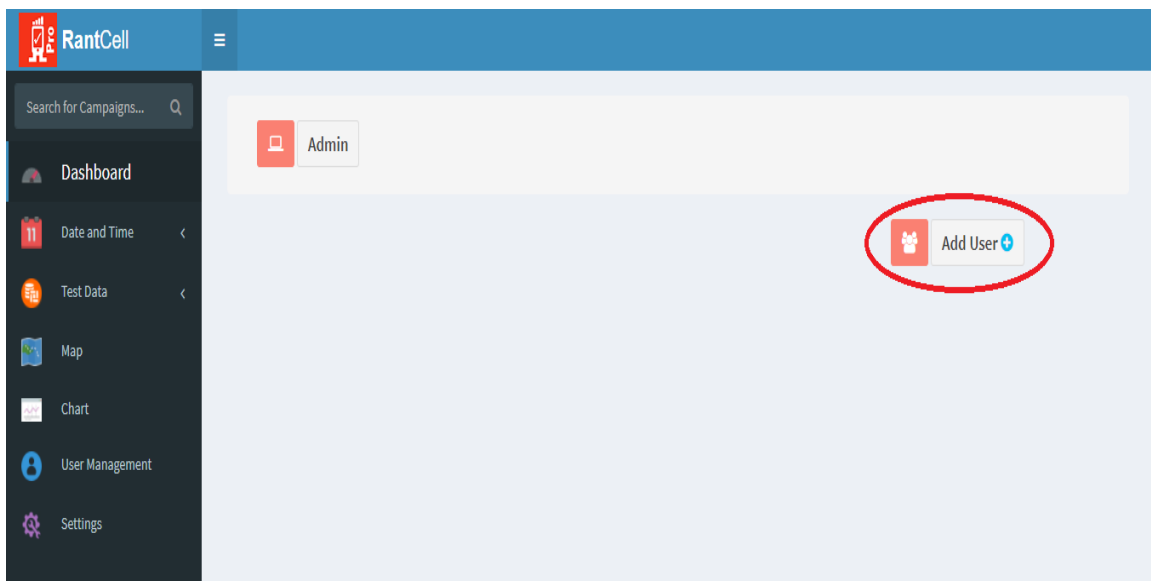 Pro
RantCell
Search for Campaigns...
Dashboard
11 Date and Time
Test Data
Map
Chart
User Management
Settings
Admin
Add User